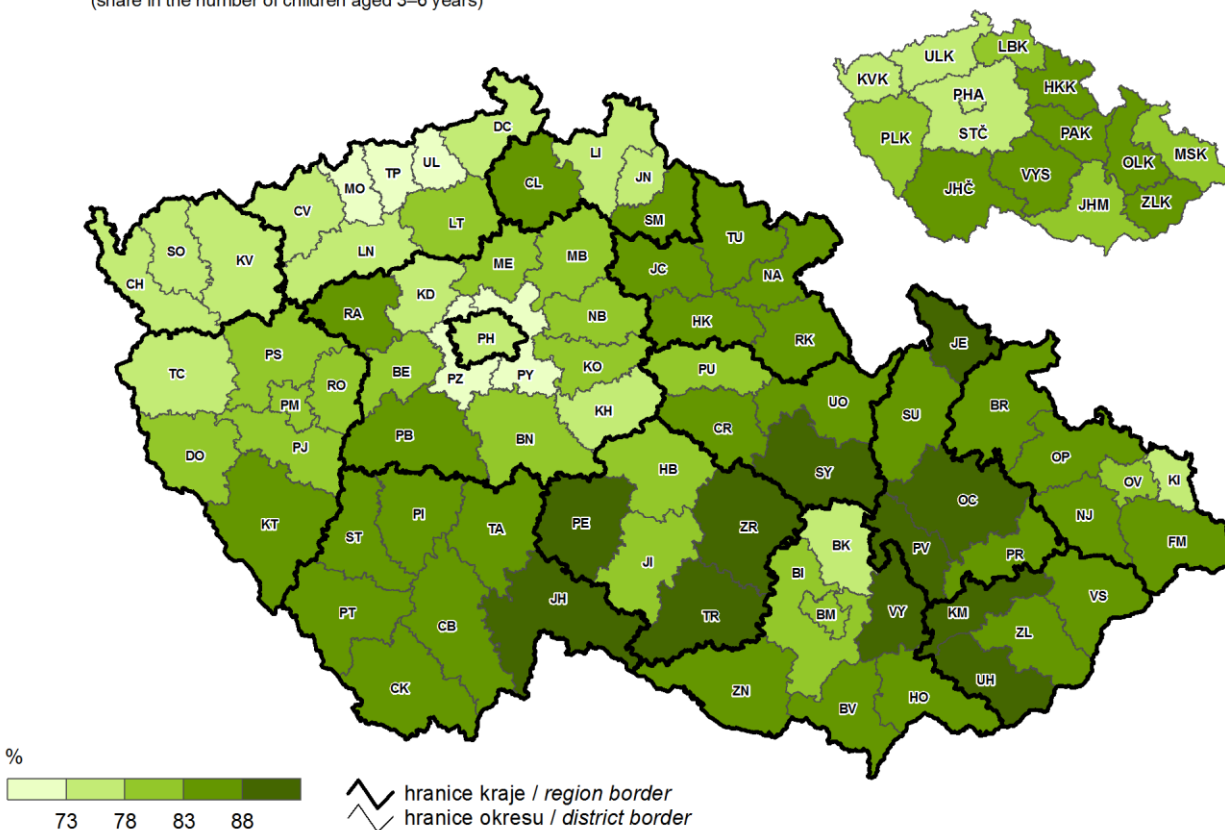 (share in the number of children aged 3–6 years)
LBK
ULK
KVK
HKK
PHA
STČ
PAK
PLK
MSK
OLK
VYS
JHČ
ZLK
JHM
DC
UL
TP
MO
LI
JN
CL
CV
LT
SM
TU
SO
LN
KV
CH
ME
MB
JC
NA
KD
RA
NB
HK
PH
RK
JE
PS
TC
BE
KO
PU
RO
PZ
PY
PM
KH
UO
SU
BR
CR
PB
BN
PJ
DO
HB
SY
OP
OV
KI
OC
KT
ST
PI
TA
PE
ZR
NJ
BK
PV
PR
FM
JI
BI
VS
JH
PT
CB
TR
BM
VY
KM
ZL
UH
CK
ZN
BV
HO
%
73 78 83 88
hranice kraje / region border
hranice okresu / district border